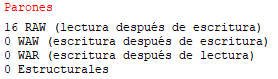 Parones
16 RAW (lectura después de escritura)
0 WAW (escritura después de escritura)
0 WAR (escritura después de lectura)
0 Estructurales